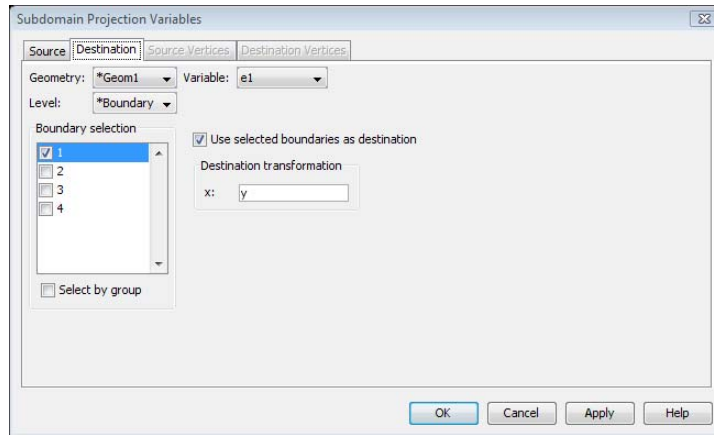 Subdomain Projection Variables
Source Destination Source Vertices Destination Vertices
Geometry: *Geom1 Variable: e1
Level: *Boundary
Boundary selection
1
2
3
4
Select by group
Use selected boundaries as destination
Destination transformation
x: y
OK Cancel Apply Help